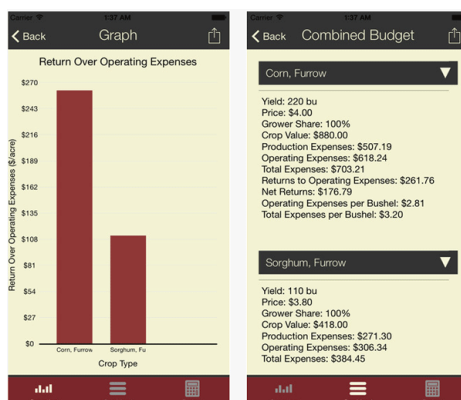 Carrier 1:37 AM
Back Graph
Return Over Operating Expenses
Return Over Operating Expenses ($/acre)
$270
$243
$216
$189
$162
$135
$108
$81
$54
$27
$0
Corn, Furrow Sorghum, Fu
Crop Type
Carrier 1:37 AM
Back Combined Budget
Corn, Furrow
Yield: 220 bu
Price: $4.00
Grower Share: 100%
Crop Value: $880.00
Production Expenses: $507.19
Operating Expenses: $618.24
Total Expenses: $703.21
Returns to Operating Expenses: $261.76
Net Returns: $176.79
Operating Expenses per Bushel: $2.81
Total Expenses per Bushel: $3.20
Sorghum, Furrow
Yield: 110 bu
Price: $3.80
Grower Share: 100%
Crop Value: $418.00
Production Expenses: $271.30
Operating Expenses: $306.34
Total Expenses: $384.45